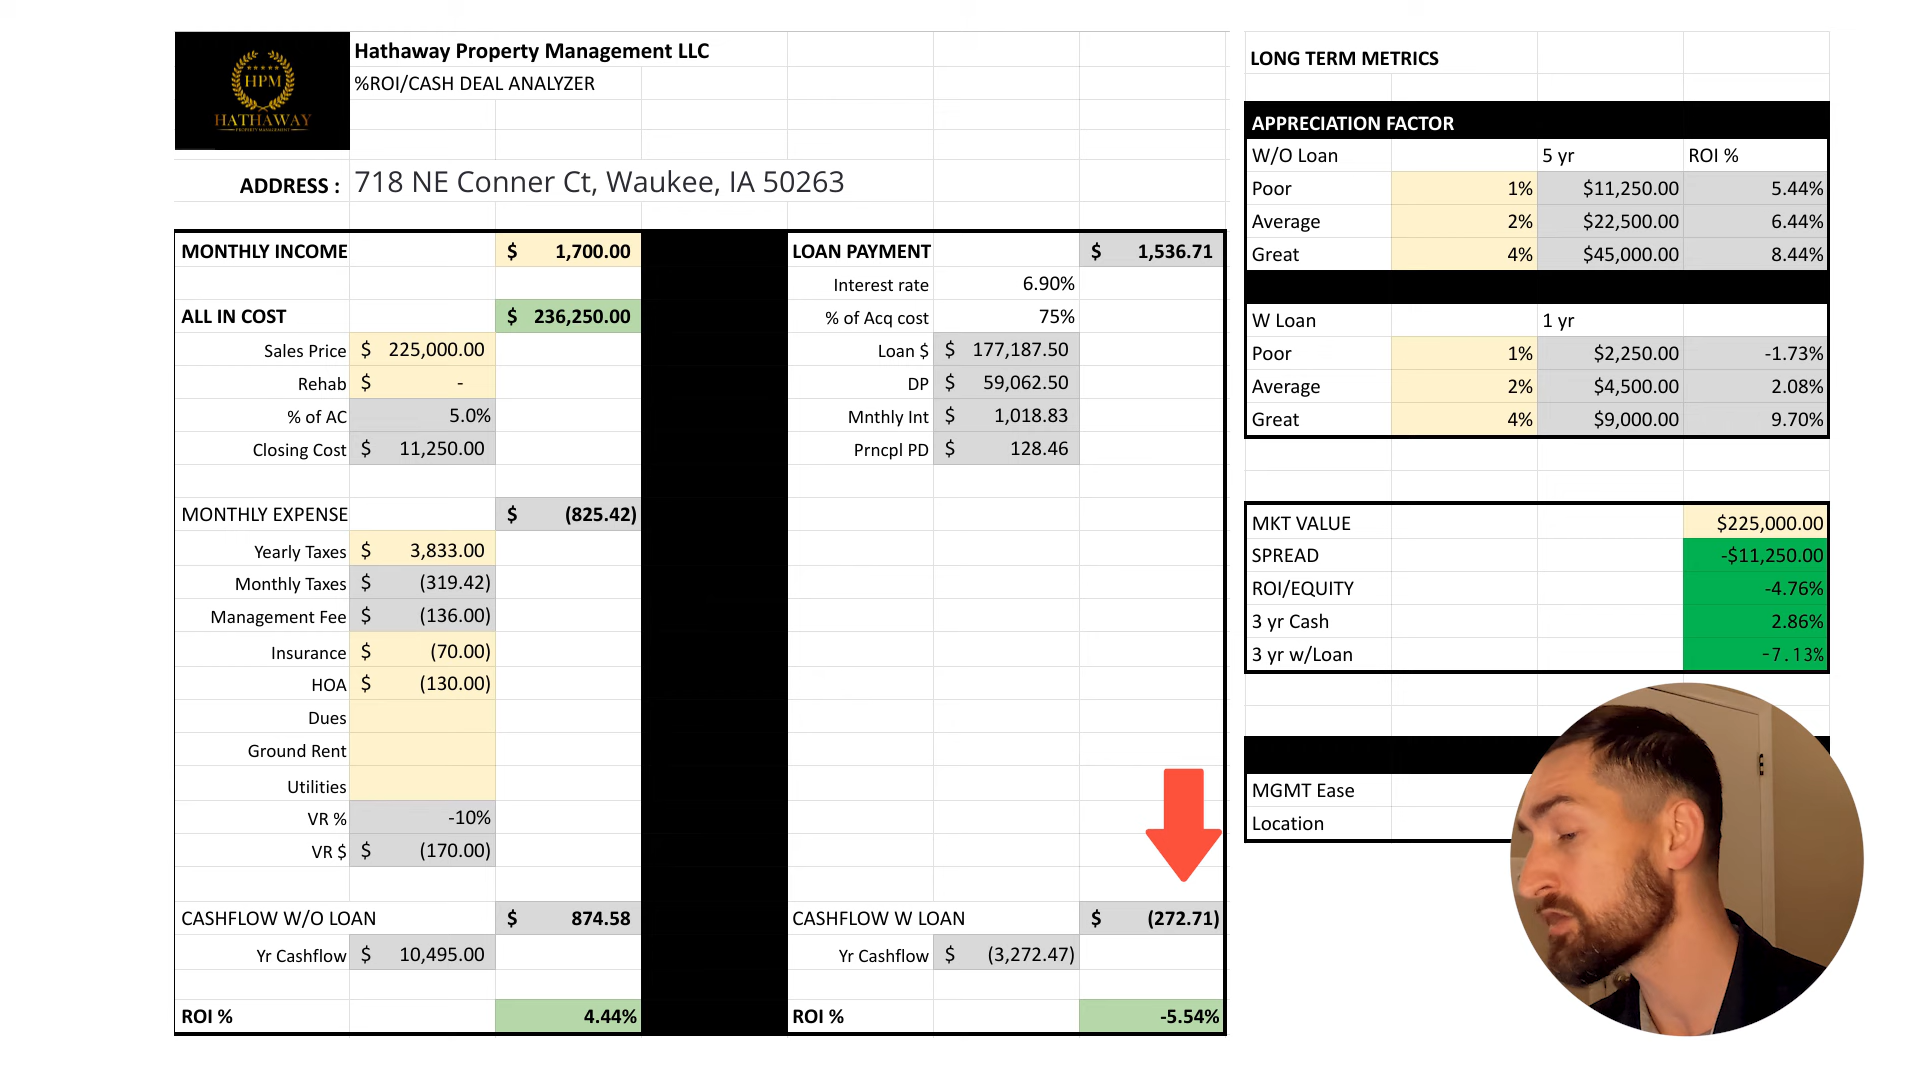 HPM
HATHAWAY
PROPERTY MANAGEMENT
Hathaway Property Management LLC
%ROI/CASH DEAL ANALYZER
ADDRESS : 718 NE Conner Ct, Waukee, IA 50263
MONTHLY INCOME $ 1,700.00
ALL IN COST $ 236,250.00
Sales Price $ 225,000.00
Rehab $ -
% of AC 5.0%
Closing Cost $ 11,250.00
MONTHLY EXPENSE $ (825.42)
Yearly Taxes $ 3,833.00
Monthly Taxes $ (319.42)
Management Fee $ (136.00)
Insurance $ (70.00)
HOA $ (130.00)
Dues
Ground Rent
Utilities
VR % -10%
VR $ $ (170.00)
CASHFLOW W/O LOAN $ 874.58
Yr Cashflow $ 10,495.00
ROI % 4.44%
LOAN PAYMENT $ 1,536.71
Interest rate 6.90%
% of Acq cost 75%
Loan $ $ 177,187.50
DP $ 59,062.50
Mnthly Int $ 1,018.83
Prncpl PD $ 128.46
CASHFLOW W LOAN $ (272.71)
Yr Cashflow $ (3,272.47)
ROI % -5.54%
LONG TERM METRICS
APPRECIATION FACTOR
W/O Loan 5 yr ROI %
Poor 1% $11,250.00 5.44%
Average 2% $22,500.00 6.44%
Great 4% $45,000.00 8.44%
W Loan 1 yr
Poor 1% $2,250.00 -1.73%
Average 2% $4,500.00 2.08%
Great 4% $9,000.00 9.70%
MKT VALUE $225,000.00
SPREAD -$11,250.00
ROI/EQUITY -4.76%
3 yr Cash 2.86%
3 yr w/Loan -7.13%
MGMT Ease
Location